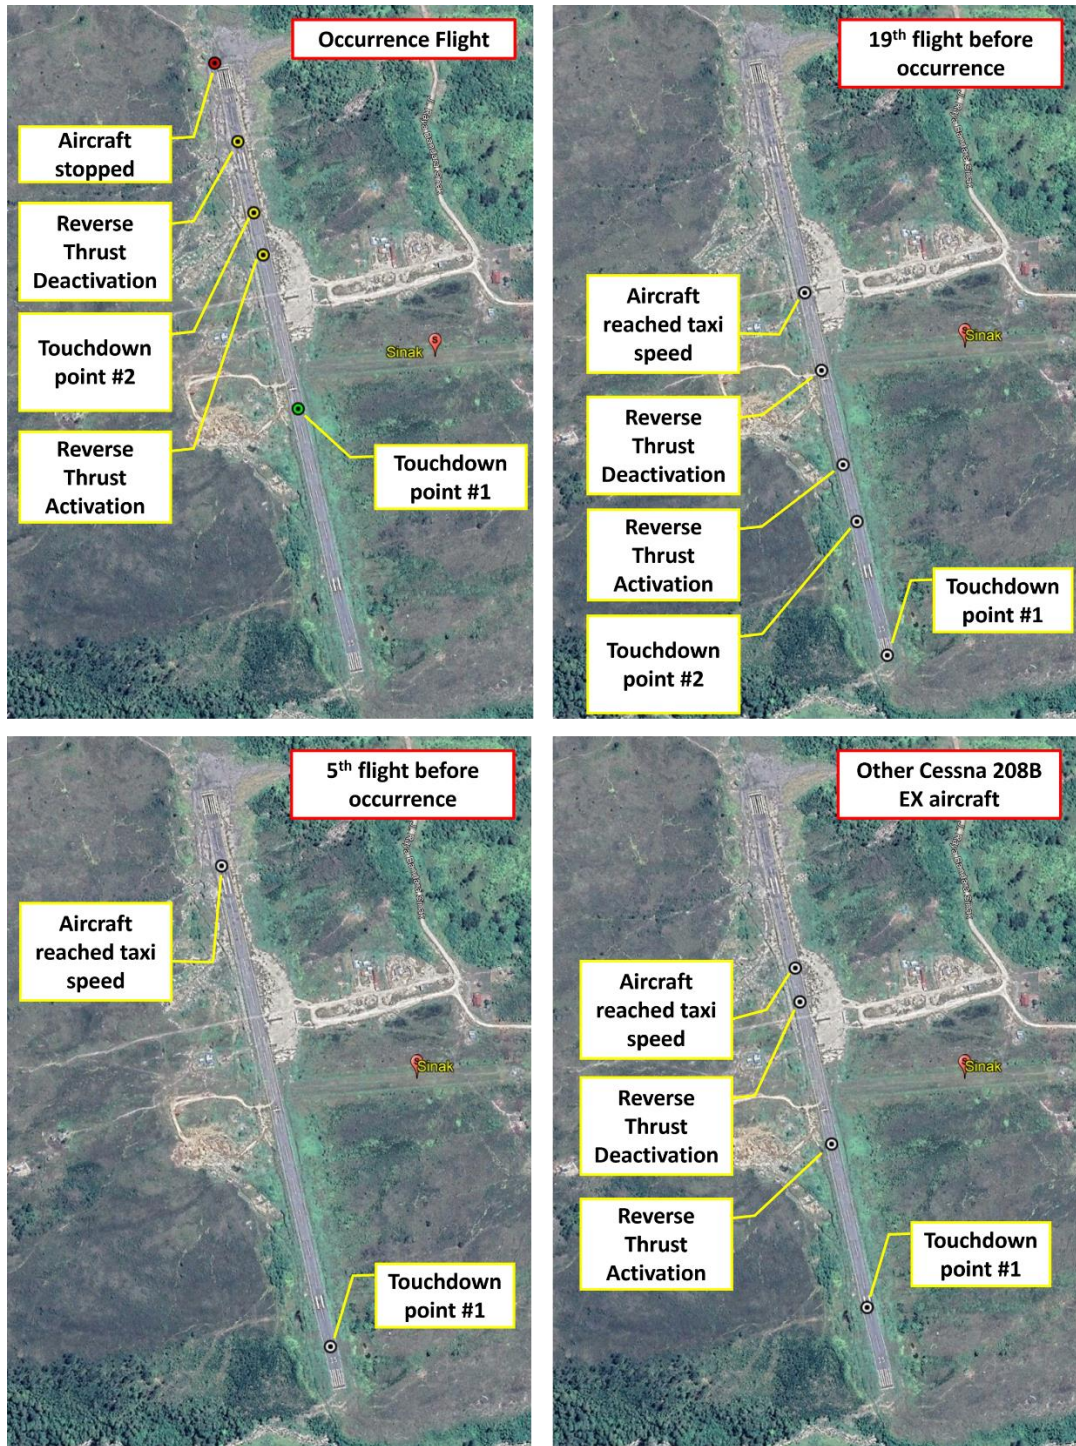 Occurrence Flight
Aircraft
stopped
Reverse
Thrust
Deactivation
Touchdown
point #2
Reverse
Thrust
Activation
Sinak
S
Touchdown
point #1
19th flight before
occurrence
Aircraft
reached taxi
speed
S
Sinak
Reverse
Thrust
Deactivation
Reverse
Thrust
Activation
Touchdown
point #2
Touchdown
point #1
5th flight before
occurrence
Aircraft
reached taxi
speed
S
Sinak
Touchdown
point #1
Other Cessna 208B
EX aircraft
Aircraft
reached taxi
speed
S
Sinak
Reverse
Thrust
Deactivation
Reverse
Thrust
Activation
Touchdown
point #1